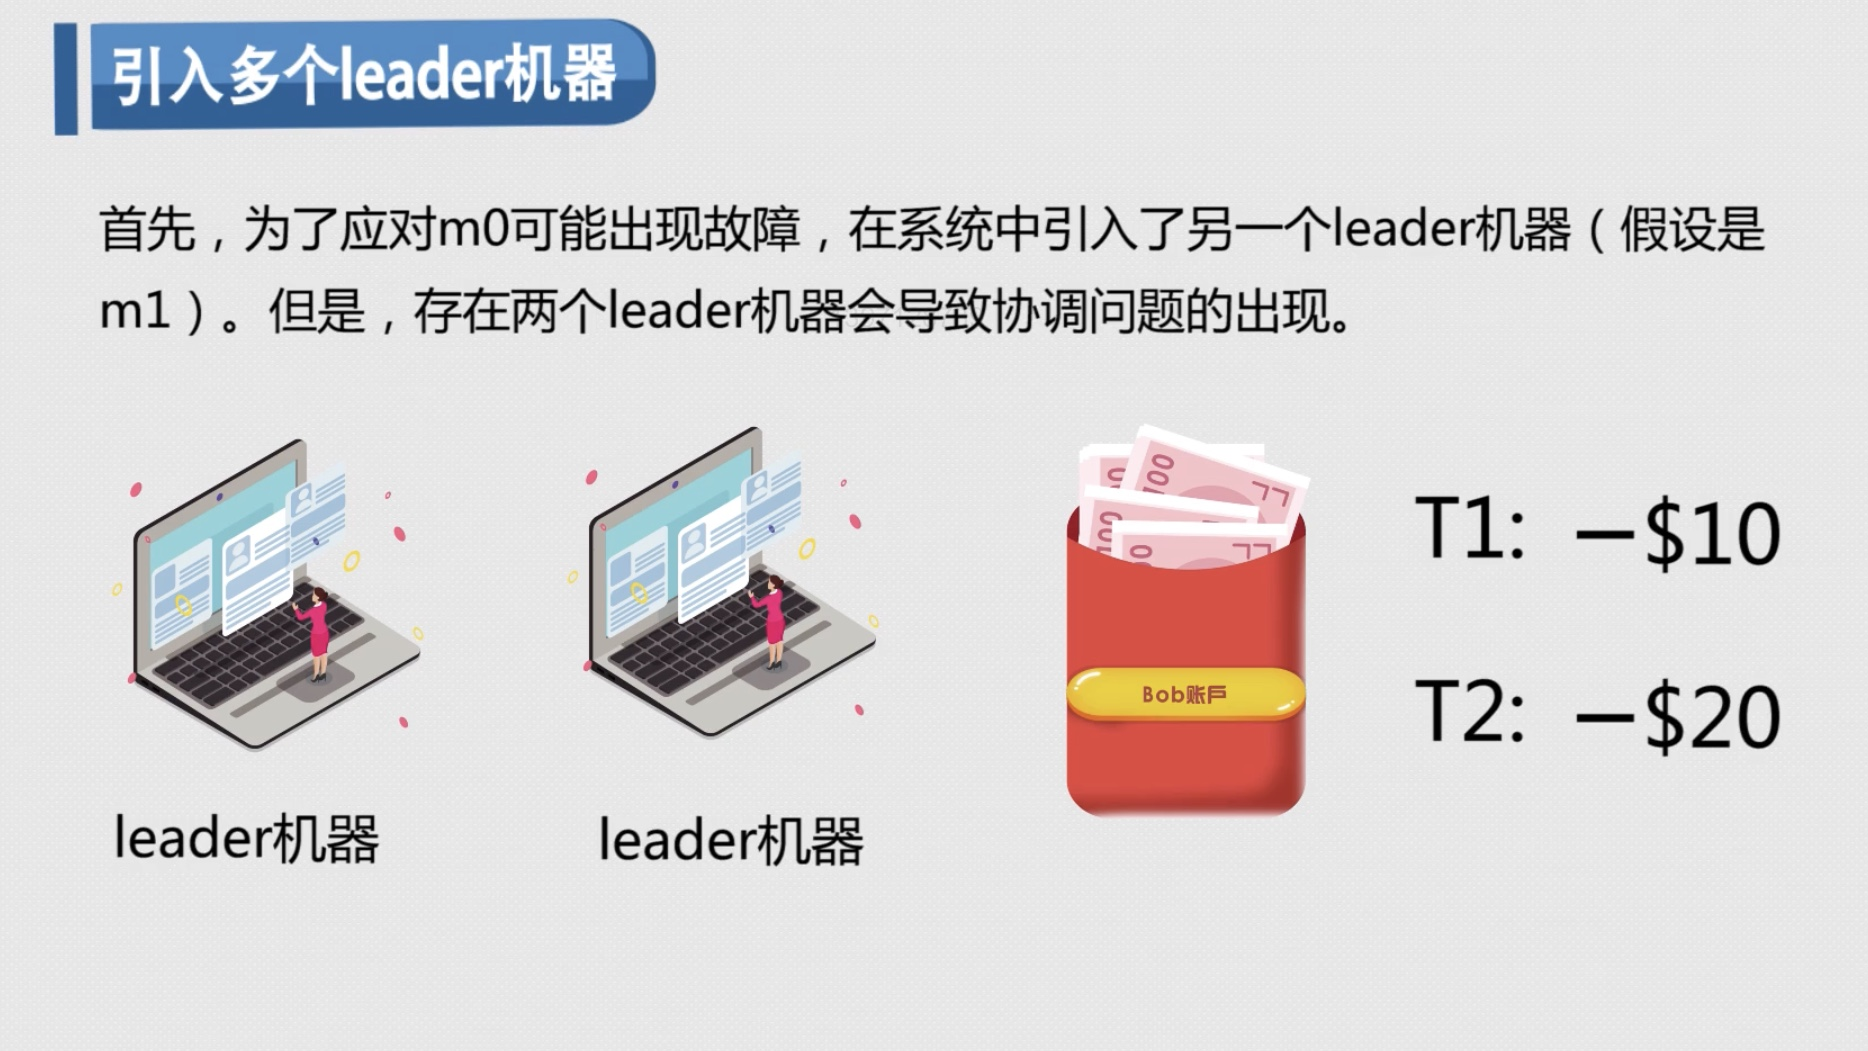 引入多个leader机器
首先，为了应对m0可能出现故障，在系统中引入了另一个leader机器（假设是
m1）。但是，存在两个leader机器会导致协调问题的出现。
100
100
100
T1: －$10
Bob账戶
T2: －$20
leader机器
leader机器